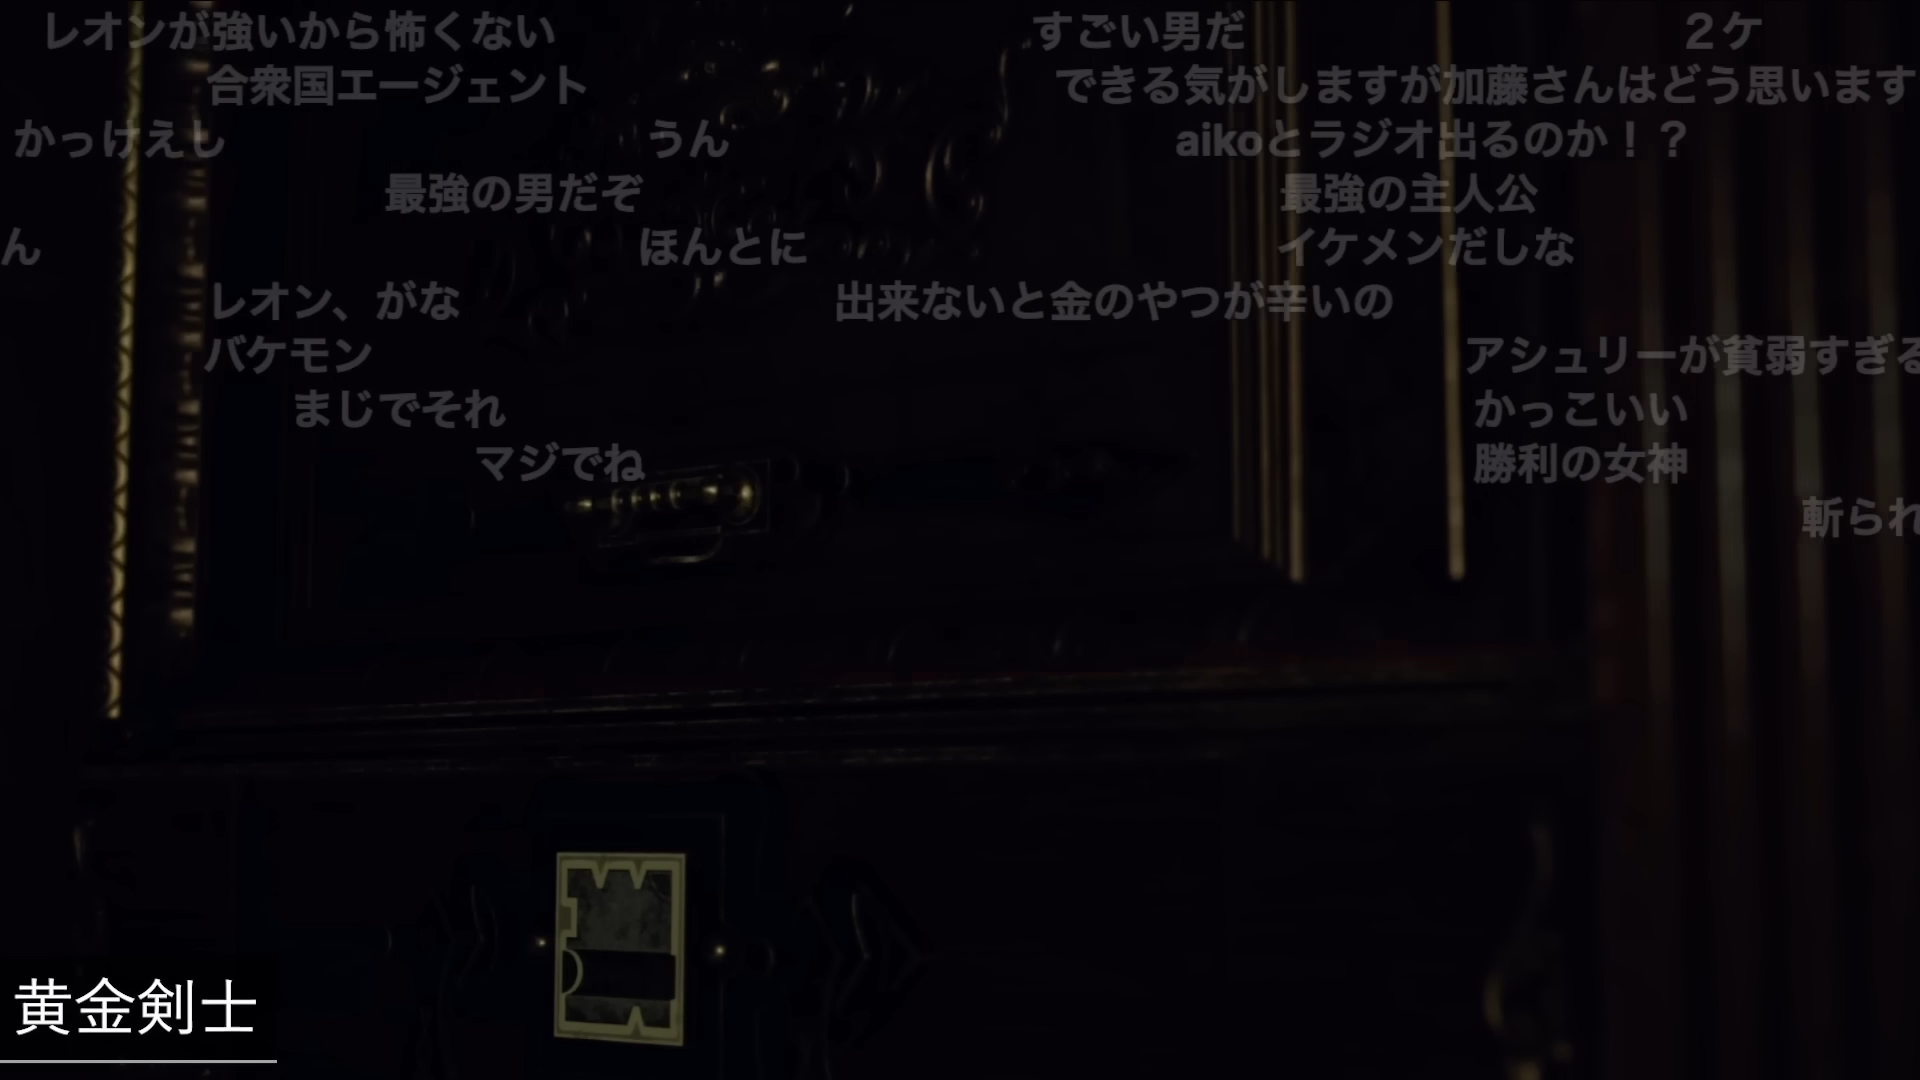 レオンが強いから怖くない
すごい男だ
２ケ
合衆国エージェント
できる気がしますが加藤さんはどう思います
かっけえし
うん
aikoとラジオ出るのか！？
最強の男だぞ
最強の主人公
ん
ほんとに
イケメンだしな
レオン、がな
出来ないと金のやつが辛いの
バケモン
アシュリーが貧弱すぎる
まじでそれ
かっこいい
マジでね
勝利の女神
斬られ
黄金剣士